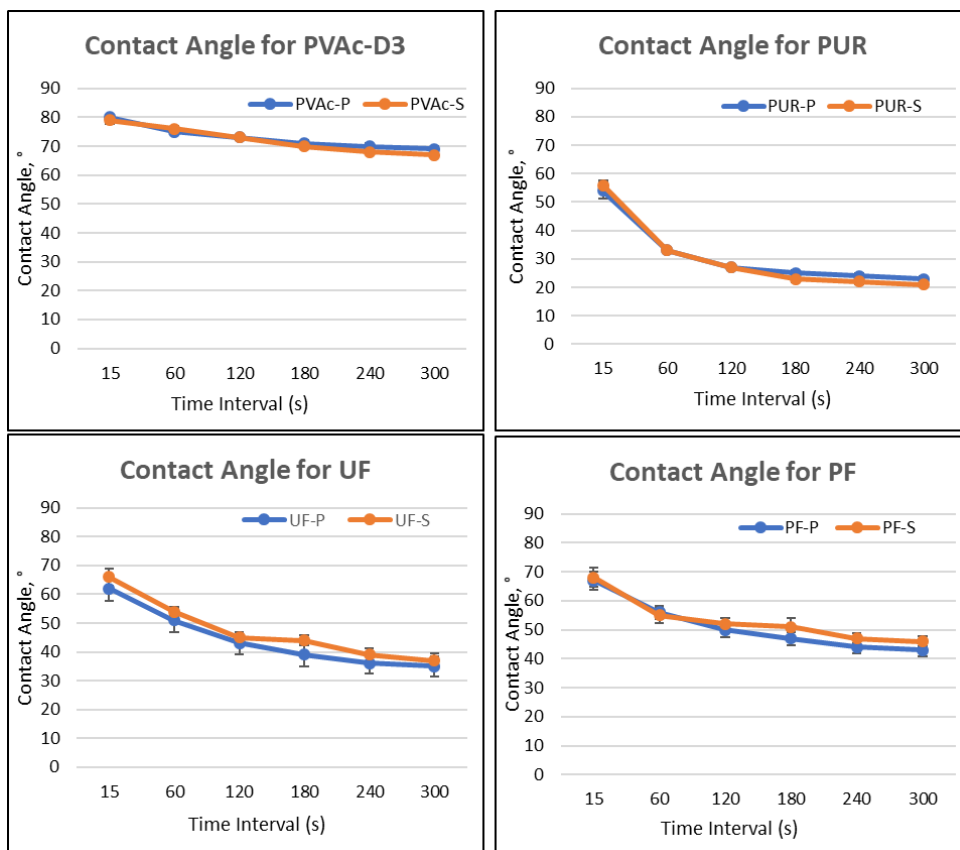 Contact Angle for PVAc-D3
PVAc-P PVAc-S
Contact Angle, °
90
80
70
60
50
40
30
20
10
0
15 60 120 180 240 300
Time Interval (s)
Contact Angle for PUR
PUR-P PUR-S
Contact Angle, °
90
80
70
60
50
40
30
20
10
0
15 60 120 180 240 300
Time Interval (s)
Contact Angle for UF
UF-P UF-S
Contact Angle, °
90
80
70
60
50
40
30
20
10
0
15 60 120 180 240 300
Time Interval (s)
Contact Angle for PF
PF-P PF-S
Contact Angle, °
90
80
70
60
50
40
30
20
10
0
15 60 120 180 240 300
Time Interval (s)